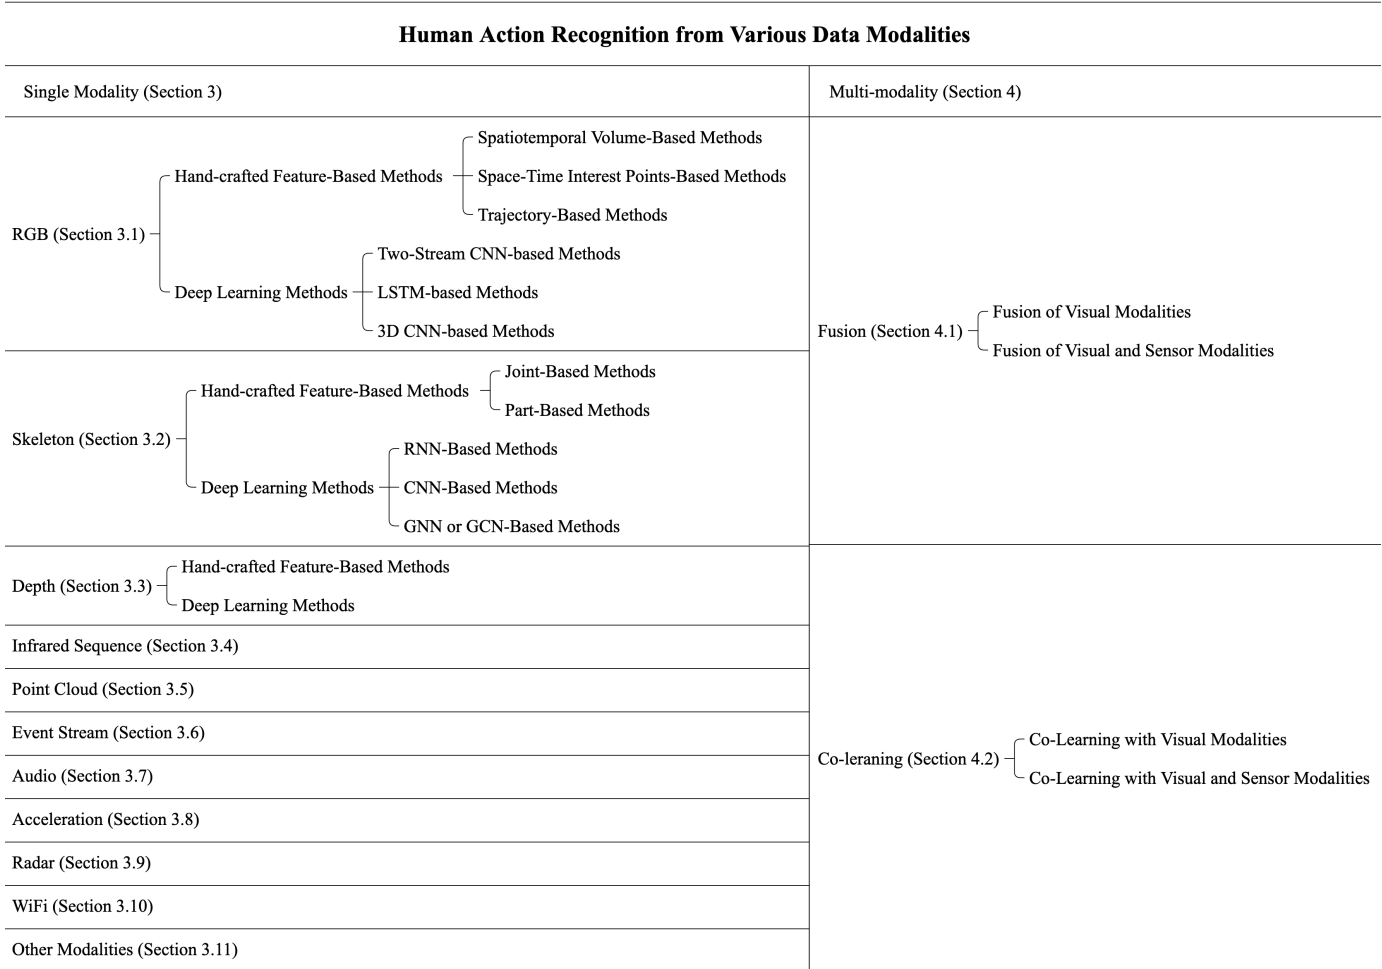 Human Action Recognition from Various Data Modalities
Single Modality (Section 3)
Multi-modality (Section 4)
RGB (Section 3.1)
Hand-crafted Feature-Based Methods
Spatiotemporal Volume-Based Methods
Space-Time Interest Points-Based Methods
Trajectory-Based Methods
Deep Learning Methods
Two-Stream CNN-based Methods
LSTM-based Methods
3D CNN-based Methods
Skeleton (Section 3.2)
Hand-crafted Feature-Based Methods
Joint-Based Methods
Part-Based Methods
Deep Learning Methods
RNN-Based Methods
CNN-Based Methods
GNN or GCN-Based Methods
Depth (Section 3.3)
Hand-crafted Feature-Based Methods
Deep Learning Methods
Infrared Sequence (Section 3.4)
Point Cloud (Section 3.5)
Event Stream (Section 3.6)
Audio (Section 3.7)
Acceleration (Section 3.8)
Radar (Section 3.9)
WiFi (Section 3.10)
Other Modalities (Section 3.11)
Fusion (Section 4.1)
Fusion of Visual Modalities
Fusion of Visual and Sensor Modalities
Co-leraning (Section 4.2)
Co-Learning with Visual Modalities
Co-Learning with Visual and Sensor Modalities